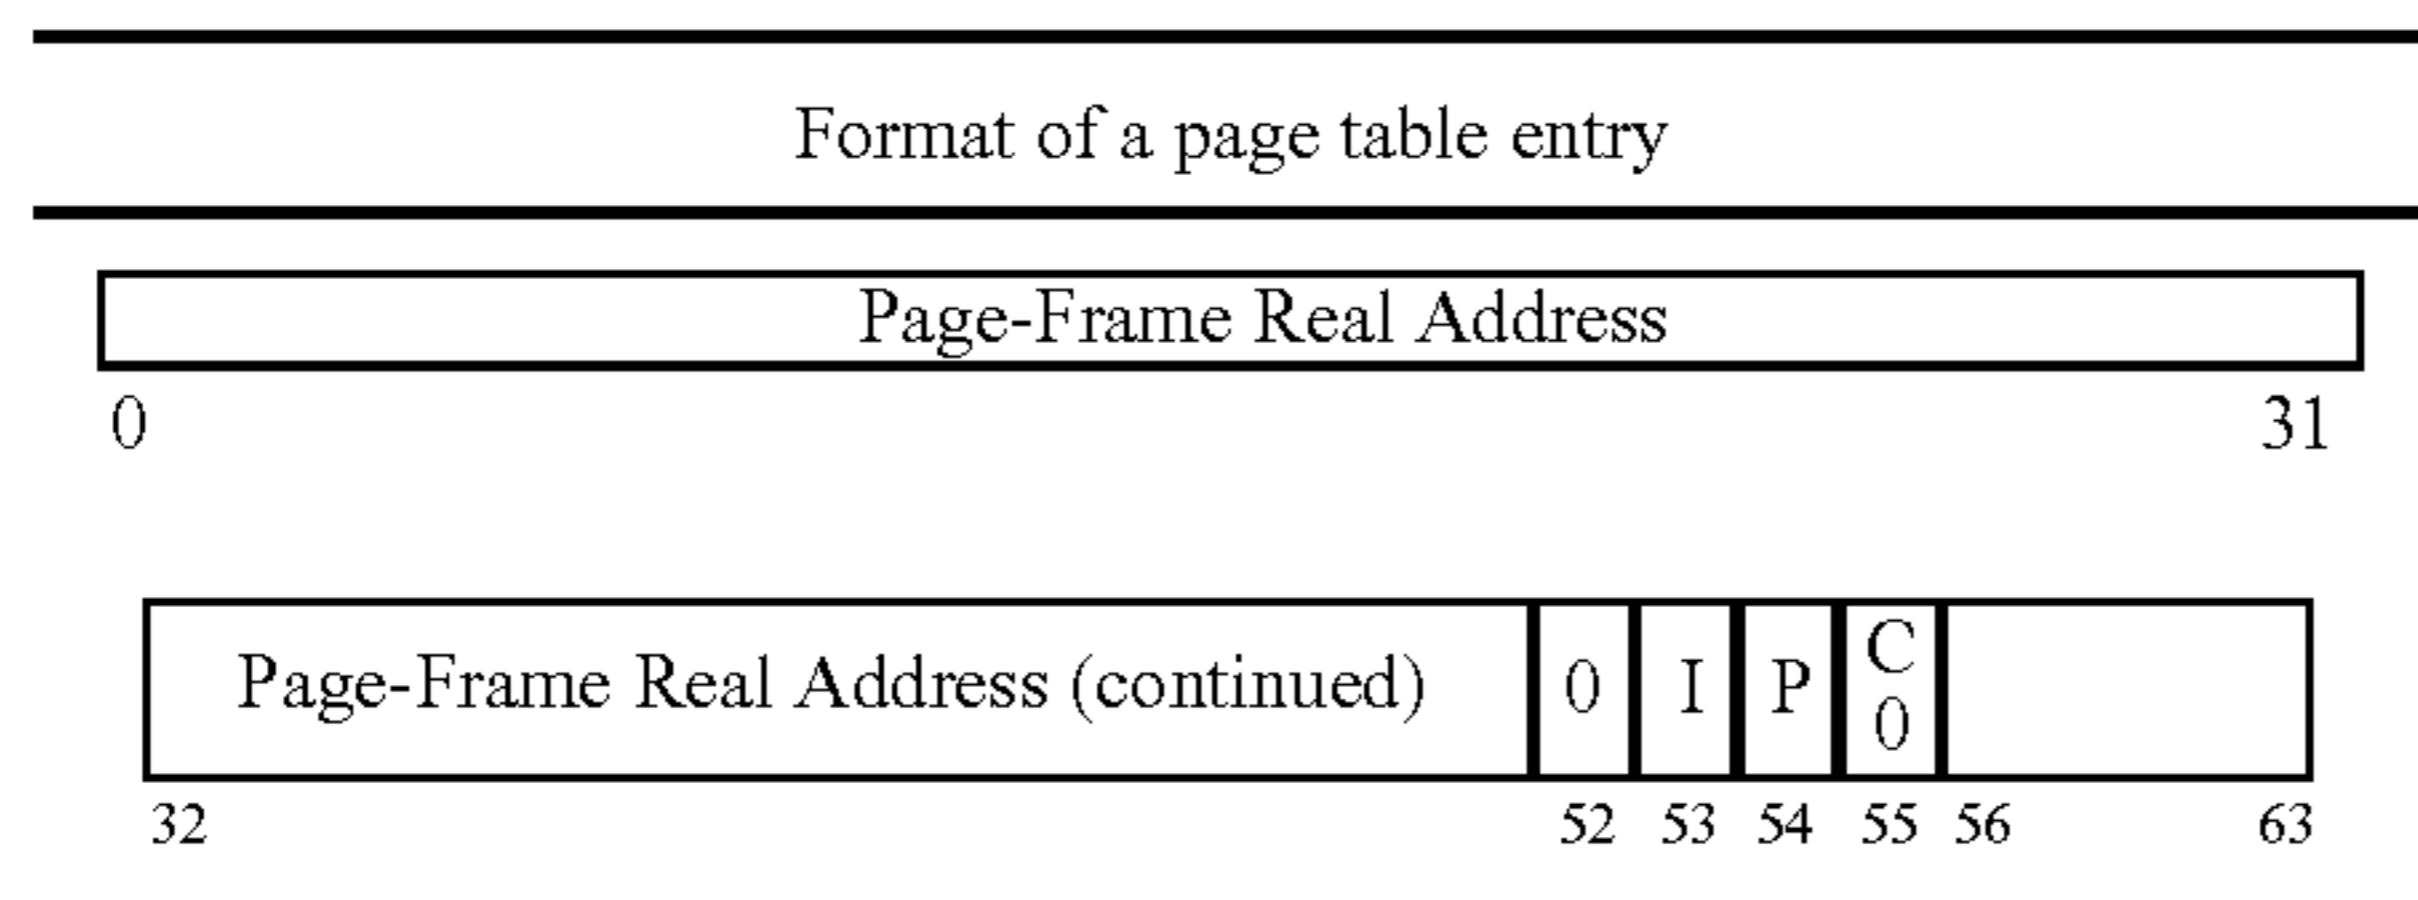 Format of a page table entry
Page-Frame Real Address
0 31
Page-Frame Real Address (continued) 0 I P C 0
32 52 53 54 55 56 63